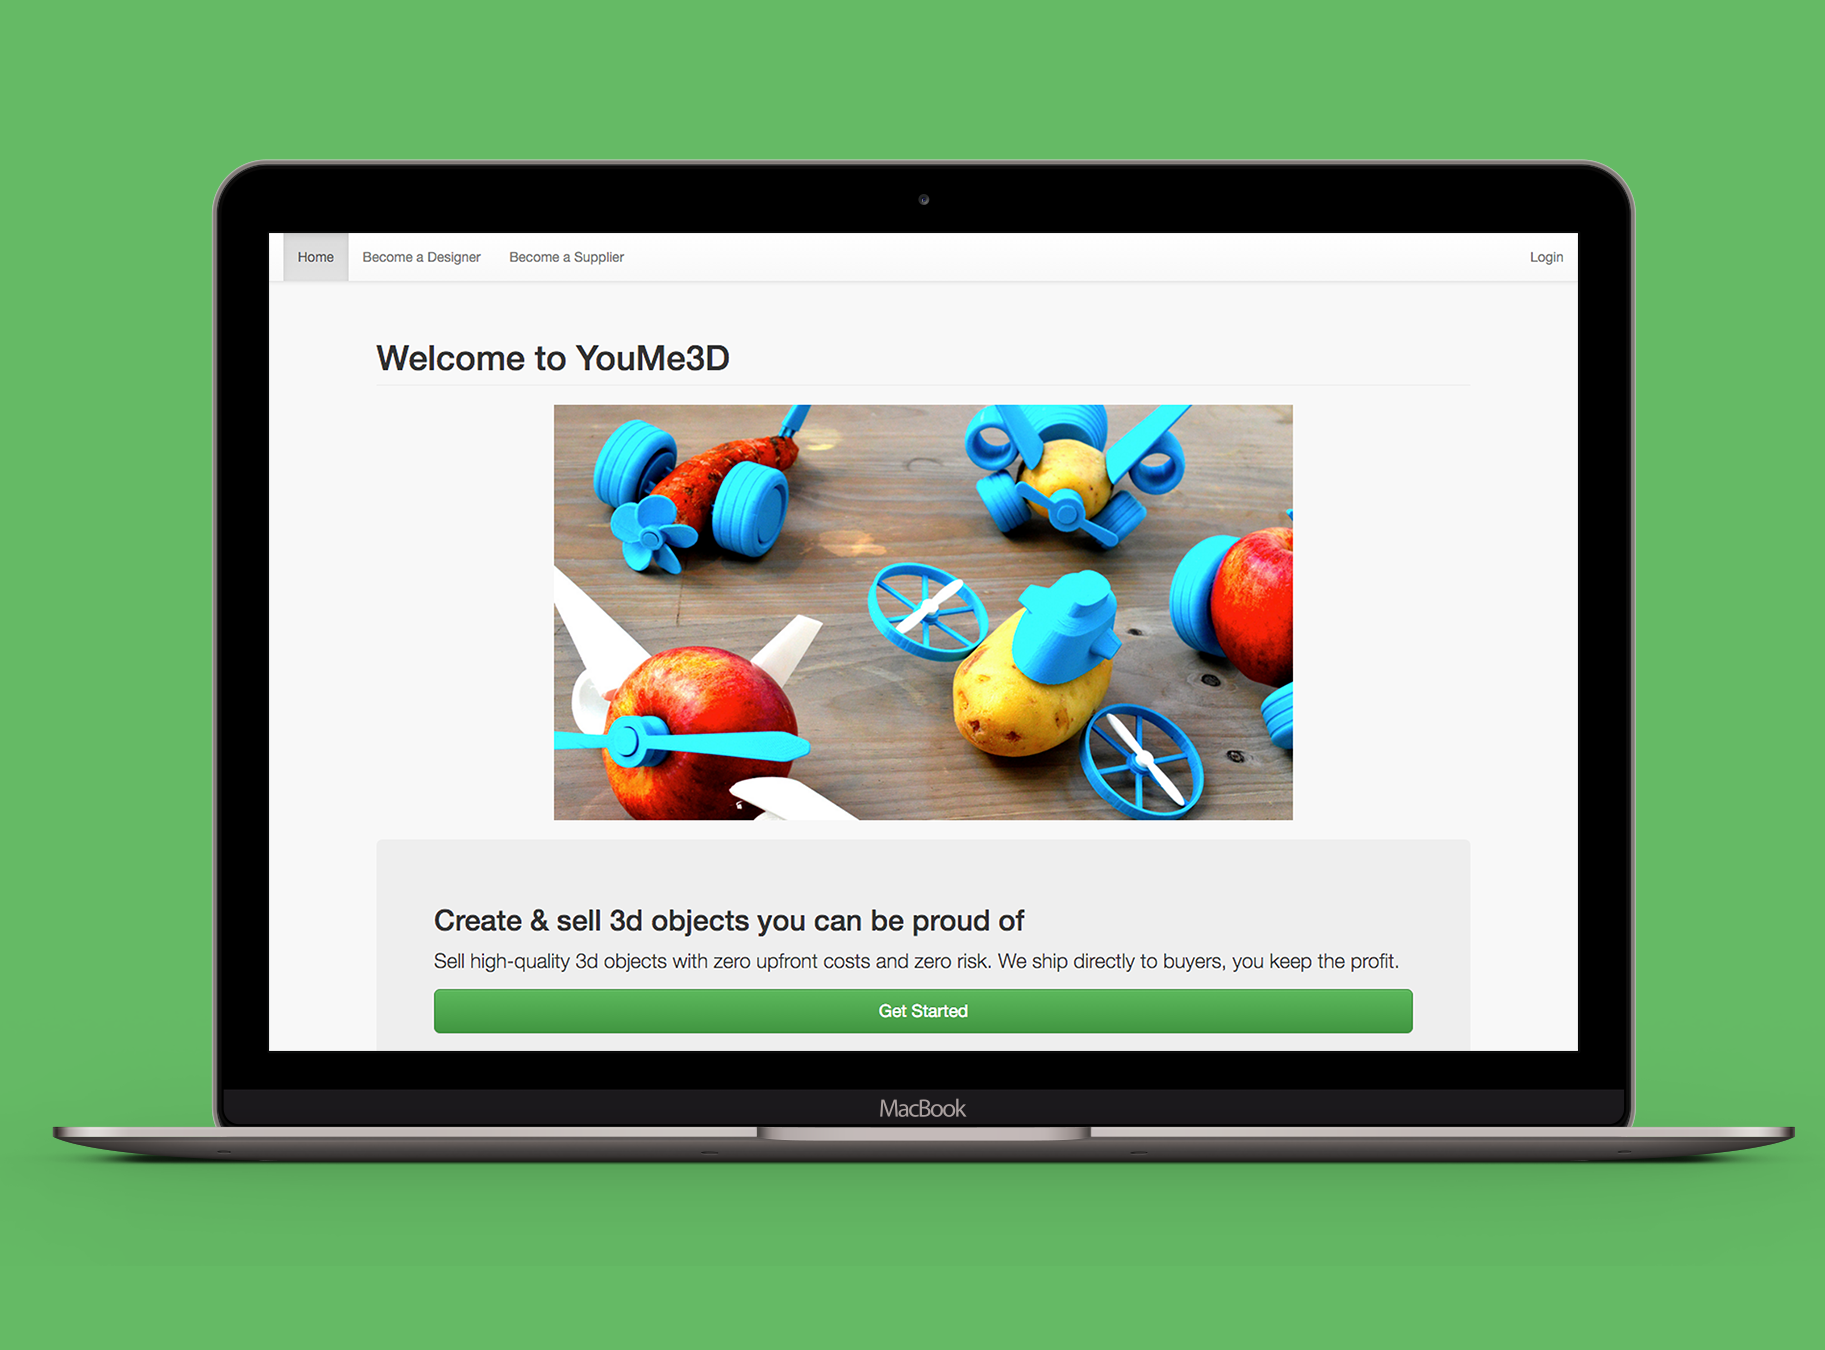 Home Become a Designer Become a Supplier Login
Welcome to YouMe3D
Create & sell 3d objects you can be proud of
Sell high-quality 3d objects with zero upfront costs and zero risk. We ship directly to buyers, you keep the profit.
Get Started
MacBook